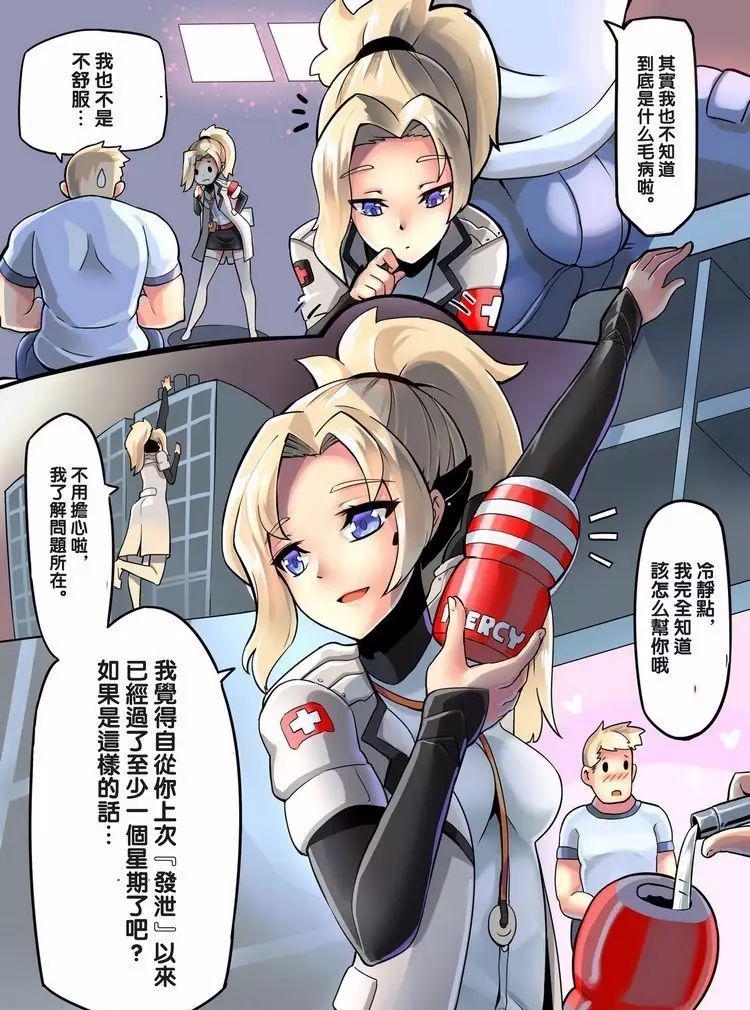 其實我也不知道
到底是什么毛病啦。
我也不是
不舒服…
不用擔心啦，
我了解問題所在。
MERCY
冷靜點，
我完全知道
該怎么幫你哦
我覺得自從你上次『發泄』以來
已經過了至少一個星期了吧？
如果是這樣的話…